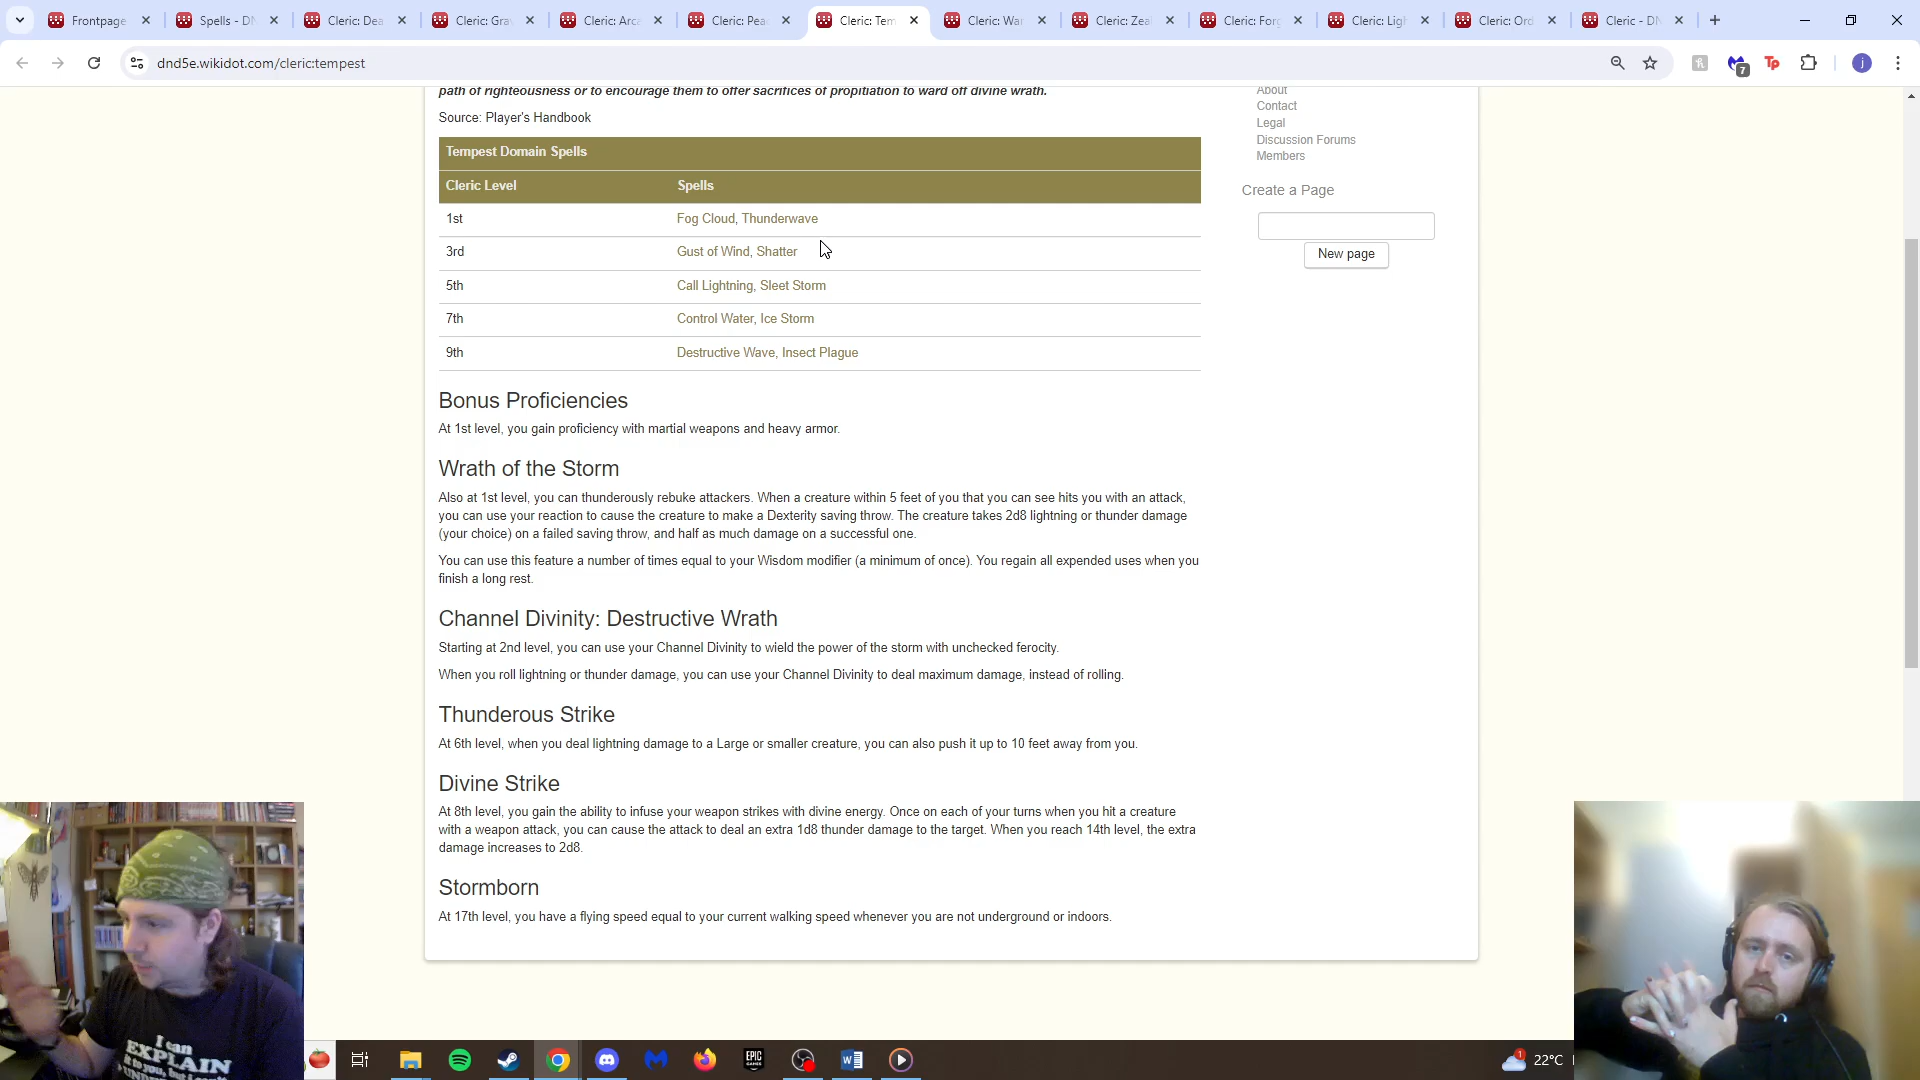 Frontpage
Spells - DN
Cleric: Dea
Cleric: Gra
Cleric: Arca
Cleric: Peac
Cleric: Tem
Cleric: War
Cleric: Zeal
Cleric: Forg
Cleric: Ligh
Cleric: Ord
Cleric - DN
dnd5e.wikidot.com/cleric:tempest
7
j
path of righteousness or to encourage them to offer sacrifices of propitiation to ward off divine wrath.
Source: Player's Handbook
Tempest Domain Spells
Cleric Level Spells
1st Fog Cloud, Thunderwave
3rd Gust of Wind, Shatter
5th Call Lightning, Sleet Storm
7th Control Water, Ice Storm
9th Destructive Wave, Insect Plague
Bonus Proficiencies
At 1st level, you gain proficiency with martial weapons and heavy armor.
Wrath of the Storm
Also at 1st level, you can thunderously rebuke attackers. When a creature within 5 feet of you that you can see hits you with an attack,
you can use your reaction to cause the creature to make a Dexterity saving throw. The creature takes 2d8 lightning or thunder damage
(your choice) on a failed saving throw, and half as much damage on a successful one.
You can use this feature a number of times equal to your Wisdom modifier (a minimum of once). You regain all expended uses when you
finish a long rest.
Channel Divinity: Destructive Wrath
Starting at 2nd level, you can use your Channel Divinity to wield the power of the storm with unchecked ferocity.
When you roll lightning or thunder damage, you can use your Channel Divinity to deal maximum damage, instead of rolling.
Thunderous Strike
At 6th level, when you deal lightning damage to a Large or smaller creature, you can also push it up to 10 feet away from you.
Divine Strike
At 8th level, you gain the ability to infuse your weapon strikes with divine energy. Once on each of your turns when you hit a creature
with a weapon attack, you can cause the attack to deal an extra 1d8 thunder damage to the target. When you reach 14th level, the extra
damage increases to 2d8.
Stormborn
At 17th level, you have a flying speed equal to your current walking speed whenever you are not underground or indoors.
About
Contact
Legal
Discussion Forums
Members
Create a Page
New page
I can
EXPLAIN
it to you, but I can't
EPIC
GAMES
1
22°C